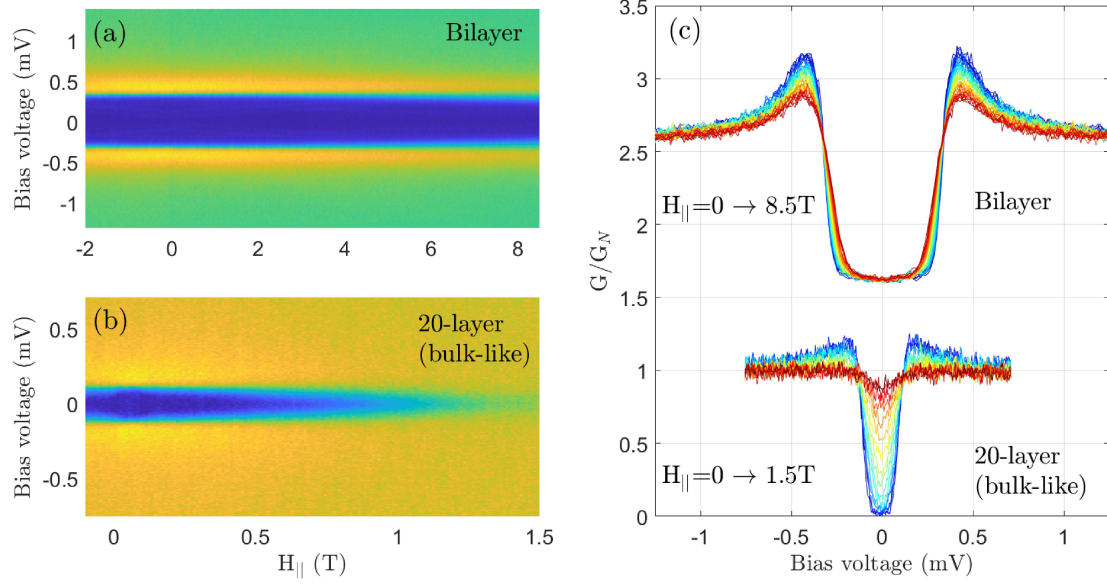 (a)
Bilayer
Bias voltage (mV)
1
0.5
0
-0.5
-1
-2
0
2
4
6
8
(b)
20-layer
(bulk-like)
Bias voltage (mV)
0.5
0
-0.5
0
0.5
1
1.5
H|| (T)
(c)
G/G_N
3.5
3
2.5
2
1.5
1
0.5
0
H||=0 → 8.5T
Bilayer
H||=0 → 1.5T
20-layer
(bulk-like)
-1
-0.5
0
0.5
1
Bias voltage (mV)